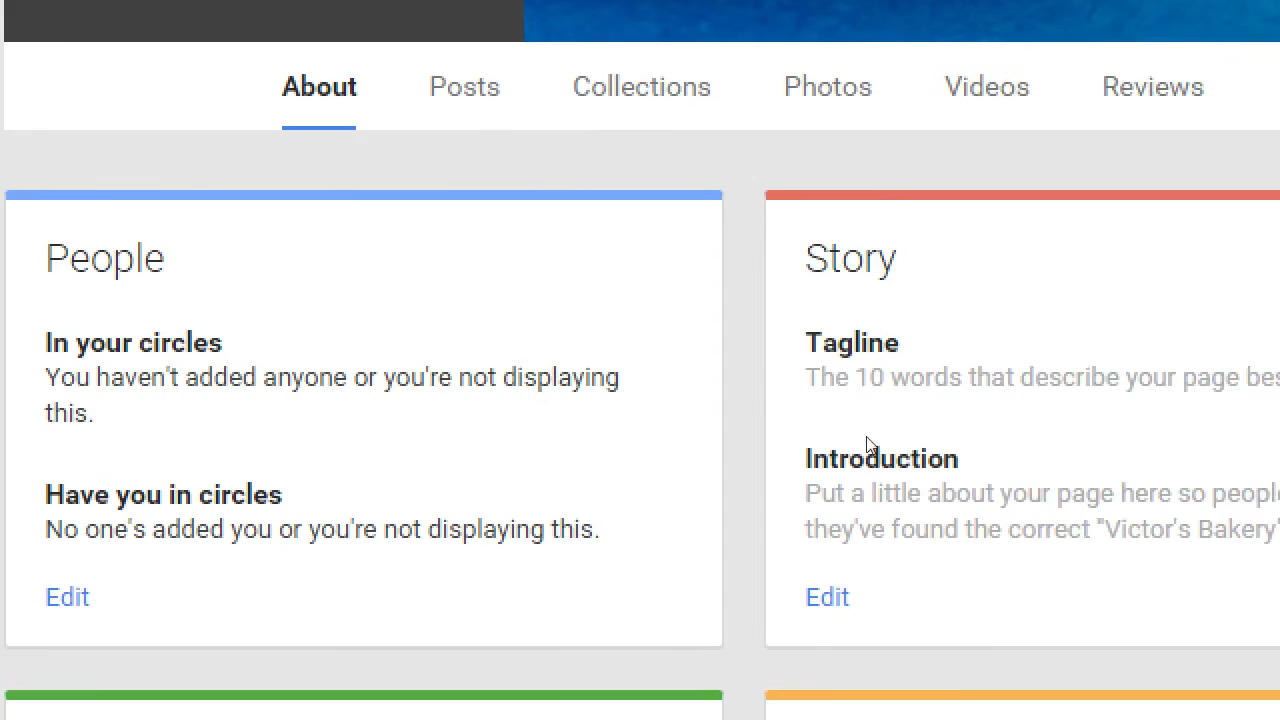 About Posts Collections Photos Videos Reviews
People
In your circles
You haven't added anyone or you're not displaying
this.
Have you in circles
No one's added you or you're not displaying this.
Edit
Story
Tagline
The 10 words that describe your page
Introduction
Put a little about your page here so
they've found the correct "Victor's Bakery"
Edit